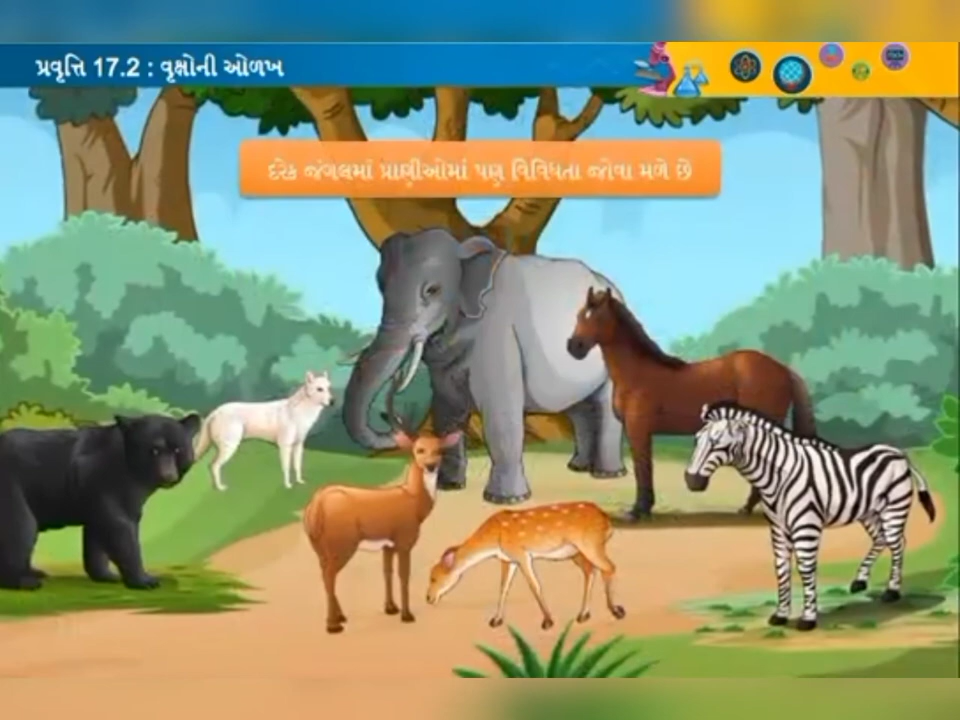 પ્રવૃત્તિ 17.2 : વૃક્ષોની ઓળખ
દરેક જંગલમાં પ્રાણીઓમાં પણ વિવિધતા જોવા મળે છે